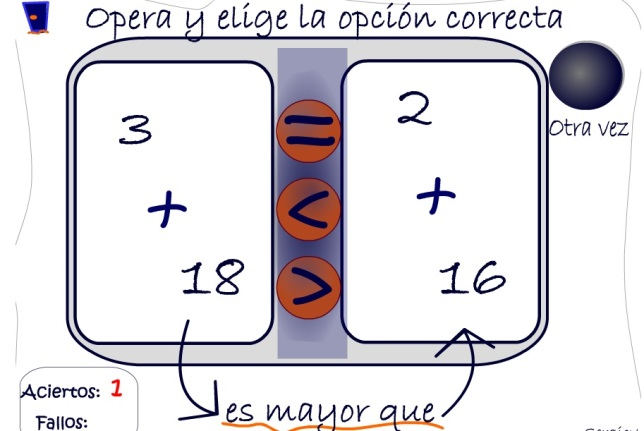 Opera y elige la opción correcta
3
+
18
=
<
>
2
+
16
Otra vez
Aciertos: 1
Fallos:
es mayor que